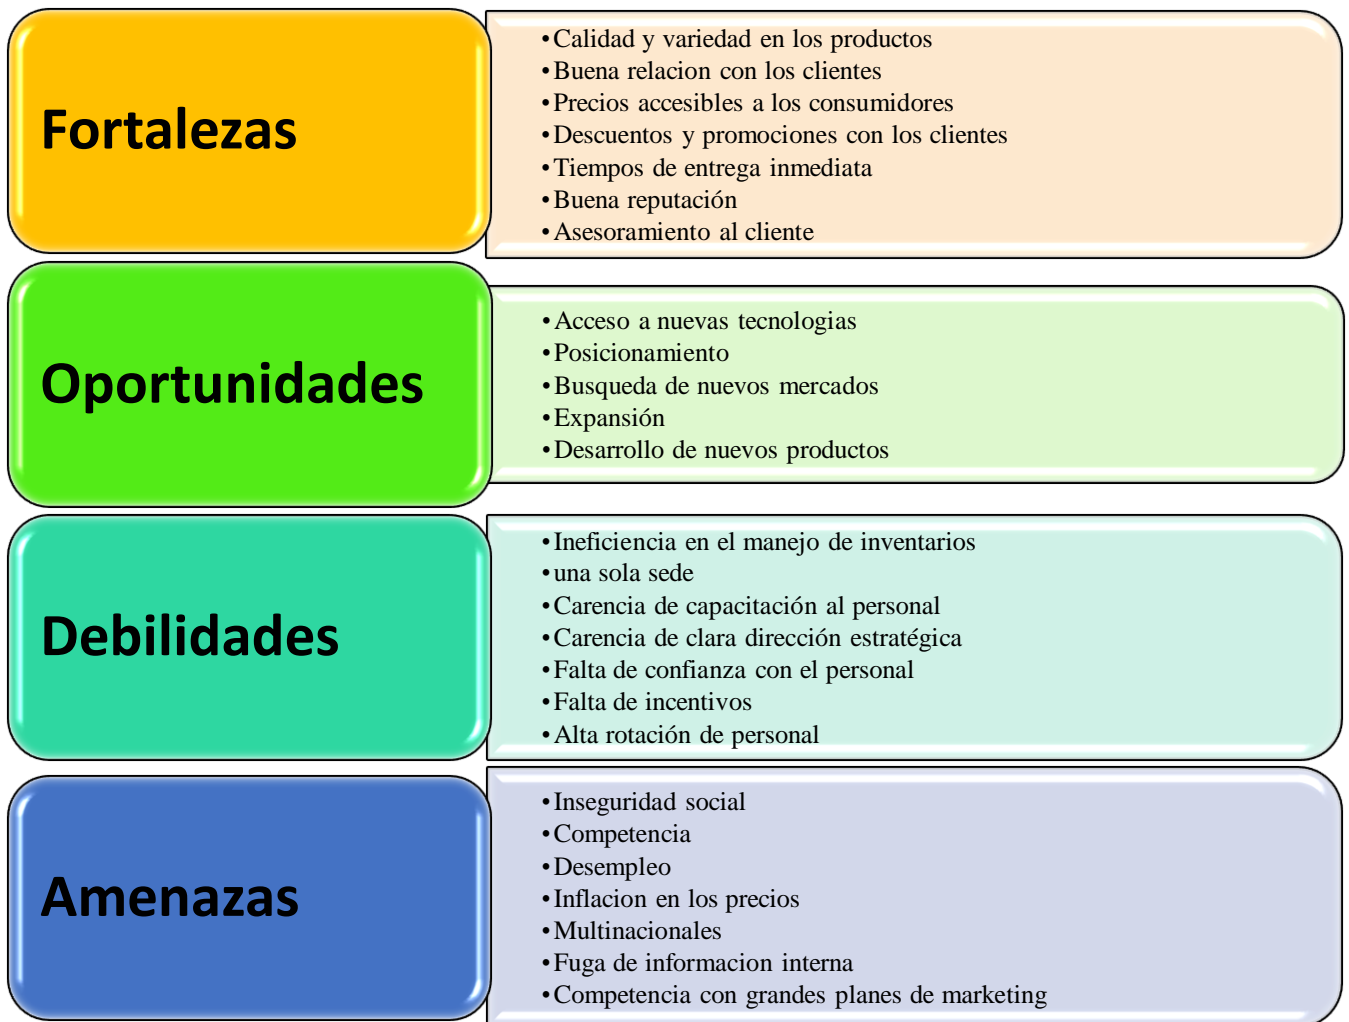 Fortalezas
•Calidad y variedad en los productos
•Buena relacion con los clientes
•Precios accesibles a los consumidores
•Descuentos y promociones con los clientes
•Tiempos de entrega inmediata
•Buena reputación
•Asesoramiento al cliente
Oportunidades
•Acceso a nuevas tecnologias
•Posicionamiento
•Busqueda de nuevos mercados
•Expansión
•Desarrollo de nuevos productos
Debilidades
•Ineficiencia en el manejo de inventarios
•una sola sede
•Carencia de capacitación al personal
•Carencia de clara dirección estratégica
•Falta de confianza con el personal
•Falta de incentivos
•Alta rotación de personal
Amenazas
•Inseguridad social
•Competencia
•Desempleo
•Inflacion en los precios
•Multinacionales
•Fuga de informacion interna
•Competencia con grandes planes de marketing